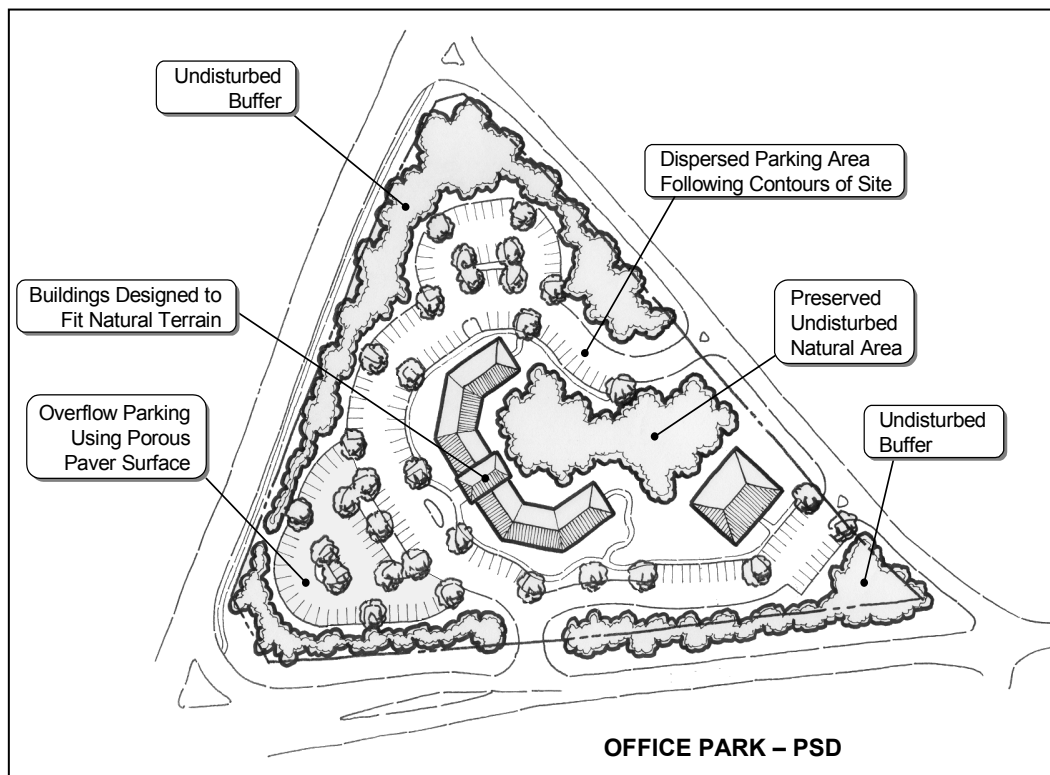 Undisturbed
Buffer
Dispersed Parking Area
Following Contours of Site
Buildings Designed to
Fit Natural Terrain
Preserved
Undisturbed
Natural Area
Overflow Parking
Using Porous
Paver Surface
Undisturbed
Buffer
OFFICE PARK – PSD